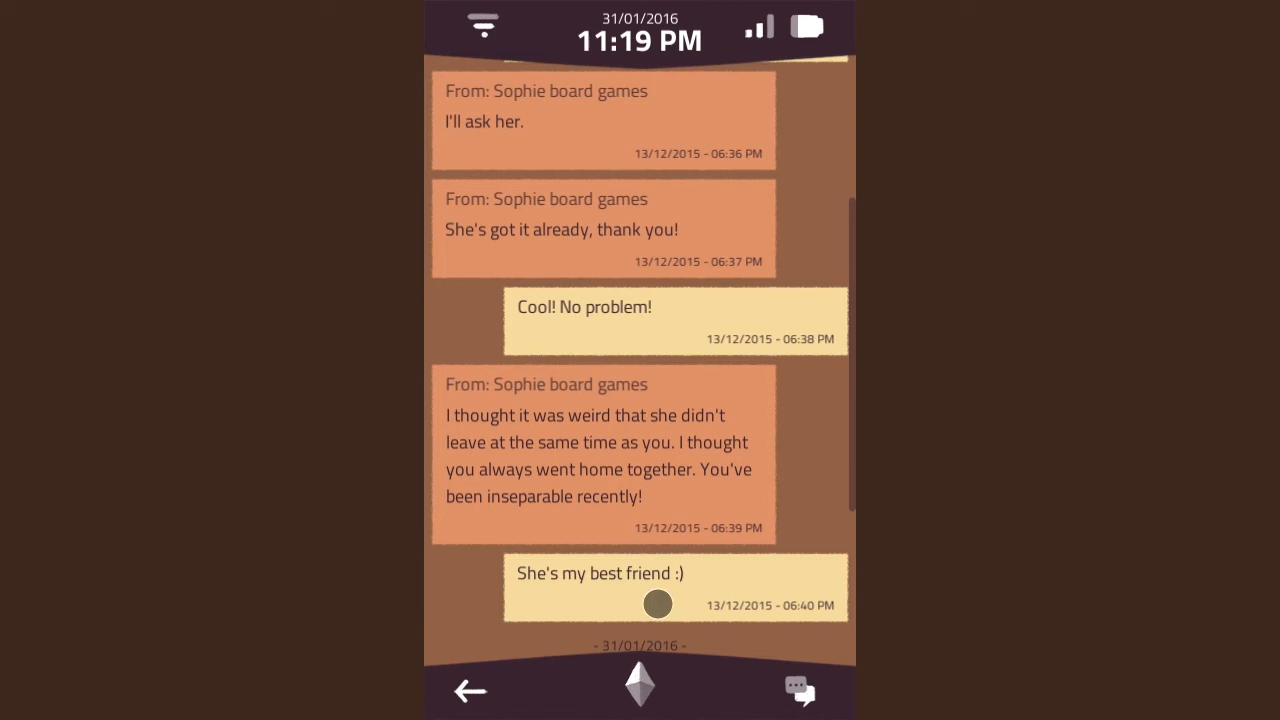 31/01/2016
11:19 PM
From: Sophie board games
I'll ask her.
13/12/2015 - 06:36 PM
From: Sophie board games
She's got it already, thank you!
13/12/2015 - 06:37 PM
Cool! No problem!
13/12/2015 - 06:38 PM
From: Sophie board games
I thought it was weird that she didn't
leave at the same time as you. I thought
you always went home together. You've
been inseparable recently!
13/12/2015 - 06:39 PM
She's my best friend :)
13/12/2015 - 06:40 PM
- 31/01/2016 -